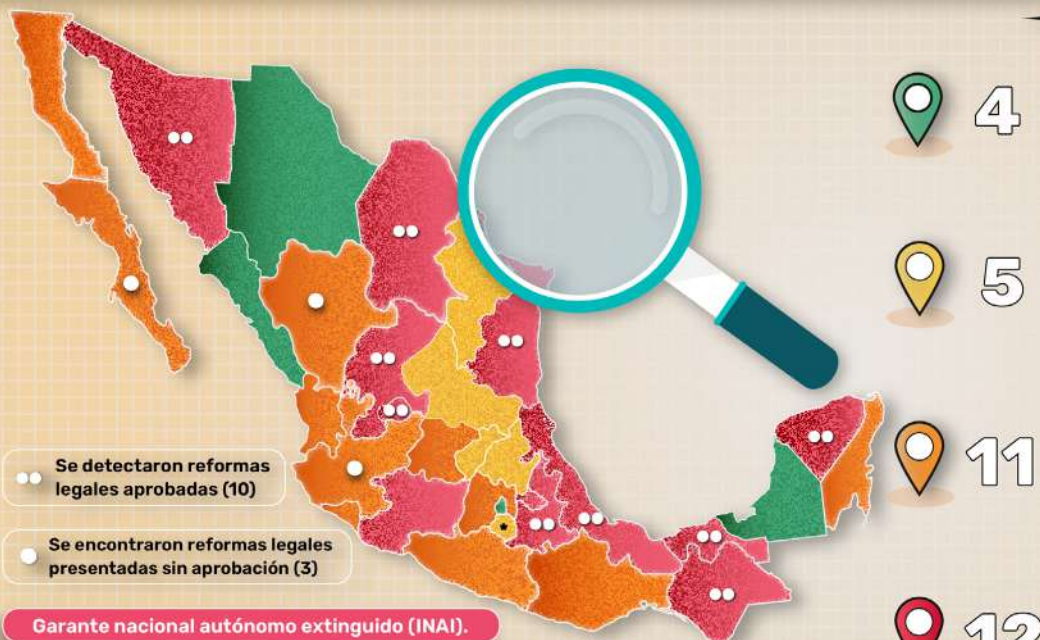 4
5
11
Se detectaron reformas
legales aprobadas (10)
Se encontraron reformas legales
presentadas sin aprobación (3)
Garante nacional autónomo extinguido (INAI).
12